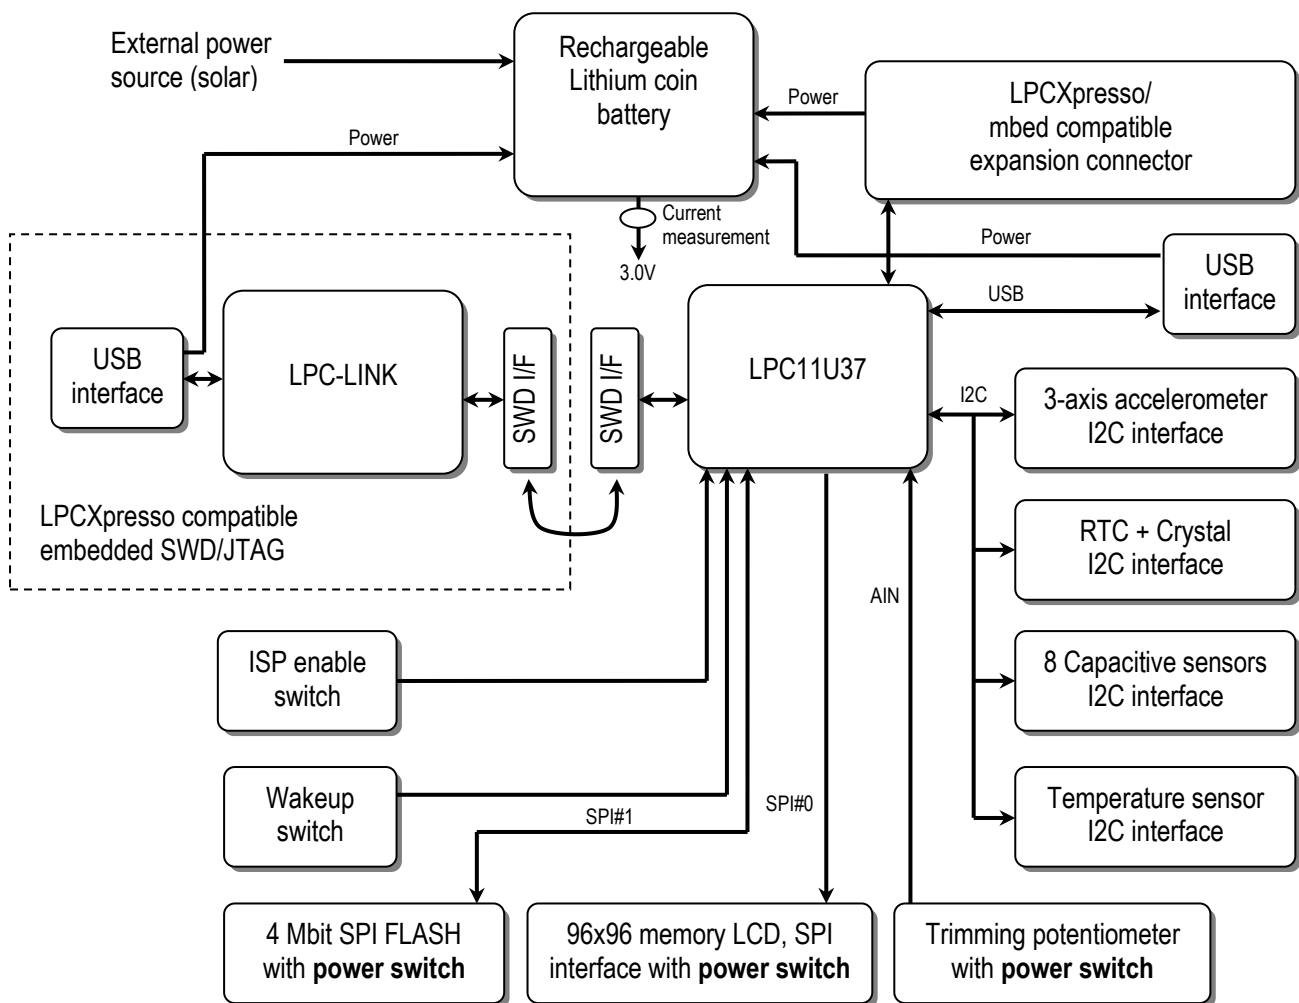 External power
source (solar)
Rechargeable
Lithium coin
battery
Power
LPCXpresso/
mbed compatible
expansion connector
Power
Current
measurement
3.0V
Power
USB
interface
USB
USB
interface
LPC-LINK
SWD I/F
SWD I/F
LPC11U37
I2C
3-axis accelerometer
I2C interface
LPCXpresso compatible
embedded SWD/JTAG
RTC + Crystal
I2C interface
AIN
ISP enable
switch
8 Capacitive sensors
I2C interface
Wakeup
switch
SPI#1
SPI#0
Temperature sensor
I2C interface
4 Mbit SPI FLASH
with power switch
96x96 memory LCD, SPI
interface with power switch
Trimming potentiometer
with power switch